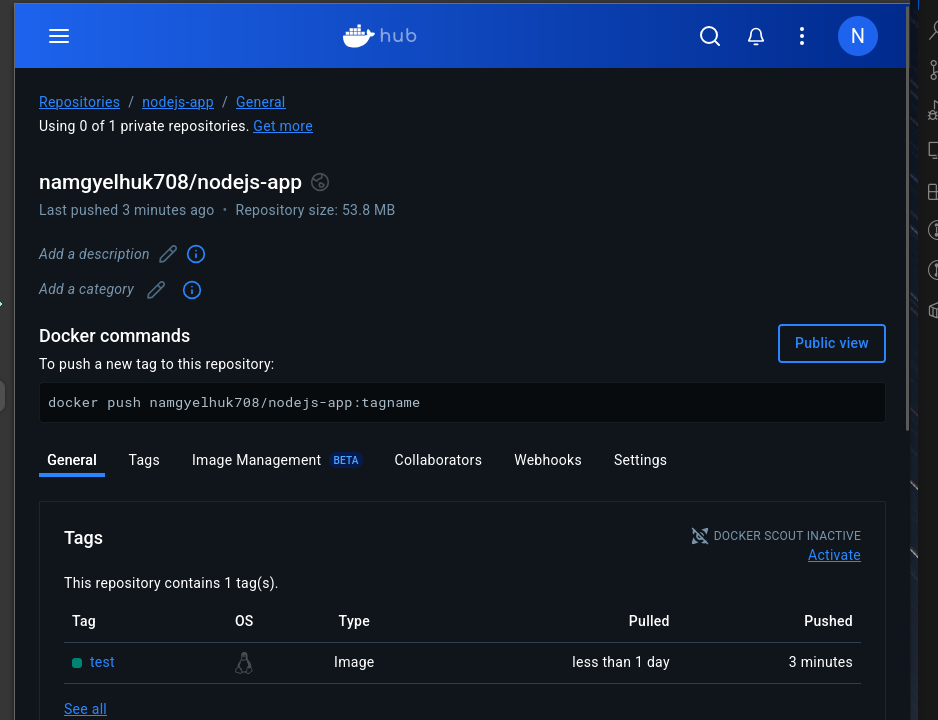 hub
N
Repositories / nodejs-app / General
Using 0 of 1 private repositories. Get more
namgyelhuk708/nodejs-app
Last pushed 3 minutes ago • Repository size: 53.8 MB
Add a description
Add a category
Docker commands
Public view
To push a new tag to this repository:
docker push namgyelhuk708/nodejs-app:tagname
General Tags Image Management BETA Collaborators Webhooks Settings
Tags
DOCKER SCOUT INACTIVE
Activate
This repository contains 1 tag(s).
Tag OS Type Pulled Pushed
test Image less than 1 day 3 minutes
See all